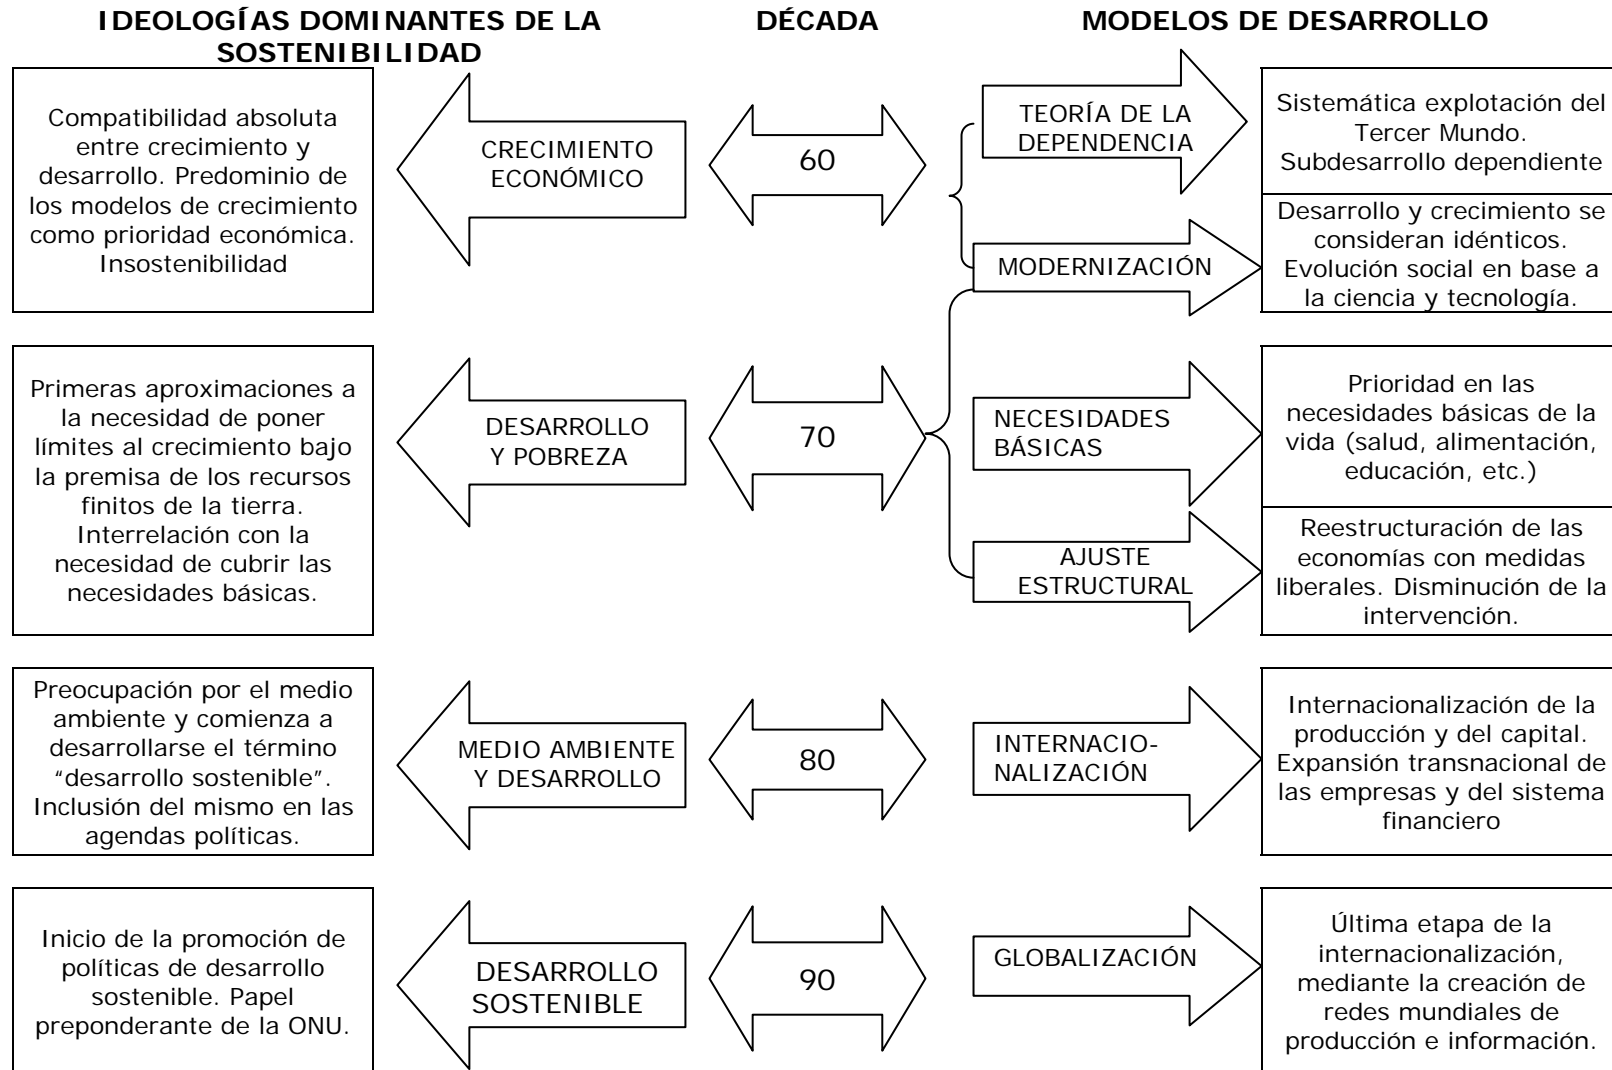 IDEOLOGÍAS DOMINANTES DE LA
SOSTENIBILIDAD
DÉCADA
MODELOS DE DESARROLLO
Compatibilidad absoluta
entre crecimiento y
desarrollo. Predominio de
los modelos de crecimiento
como prioridad económica.
Insostenibilidad
CRECIMIENTO
ECONÓMICO
60
TEORÍA DE LA
DEPENDENCIA
Sistemática explotación del
Tercer Mundo.
Subdesarrollo dependiente
MODERNIZACIÓN
Desarrollo y crecimiento se
consideran idénticos.
Evolución social en base a
la ciencia y tecnología.
Primeras aproximaciones a
la necesidad de poner
límites al crecimiento bajo
la premisa de los recursos
finitos de la tierra.
Interrelación con la
necesidad de cubrir las
necesidades básicas.
DESARROLLO
Y POBREZA
70
NECESIDADES
BÁSICAS
Prioridad en las
necesidades básicas de la
vida (salud, alimentación,
educación, etc.)
AJUSTE
ESTRUCTURAL
Reestructuración de las
economías con medidas
liberales. Disminución de la
intervención.
Preocupación por el medio
ambiente y comienza a
desarrollarse el término
“desarrollo sostenible”.
Inclusión del mismo en las
agendas políticas.
MEDIO AMBIENTE
Y DESARROLLO
80
INTERNACIO-
NALIZACIÓN
Internacionalización de la
producción y del capital.
Expansión transnacional de
las empresas y del sistema
financiero
Inicio de la promoción de
políticas de desarrollo
sostenible. Papel
preponderante de la ONU.
DESARROLLO
SOSTENIBLE
90
GLOBALIZACIÓN
Última etapa de la
internacionalización,
mediante la creación de
redes mundiales de
producción e información.